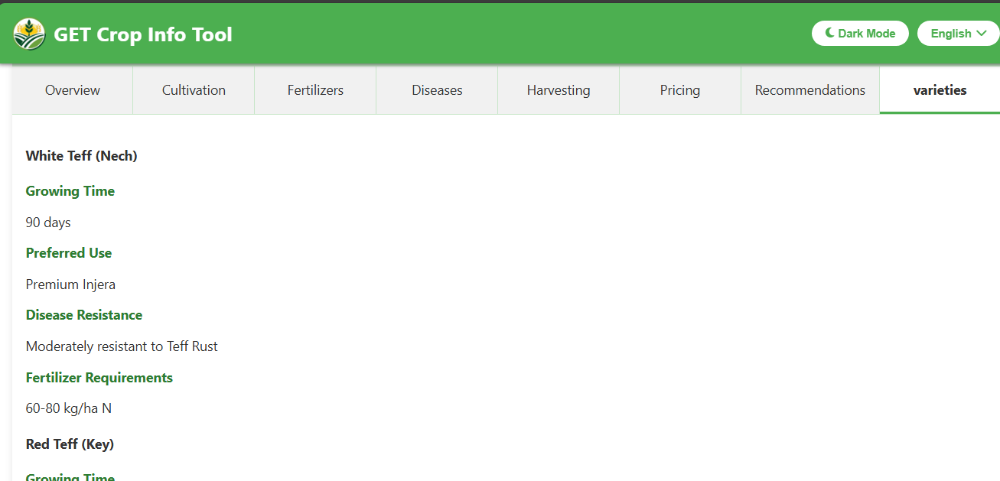 GET Crop Info Tool
Dark Mode
English
Overview
Cultivation
Fertilizers
Diseases
Harvesting
Pricing
Recommendations
varieties
White Teff (Nech)
Growing Time
90 days
Preferred Use
Premium Injera
Disease Resistance
Moderately resistant to Teff Rust
Fertilizer Requirements
60-80 kg/ha N
Red Teff (Key)
Growing Time